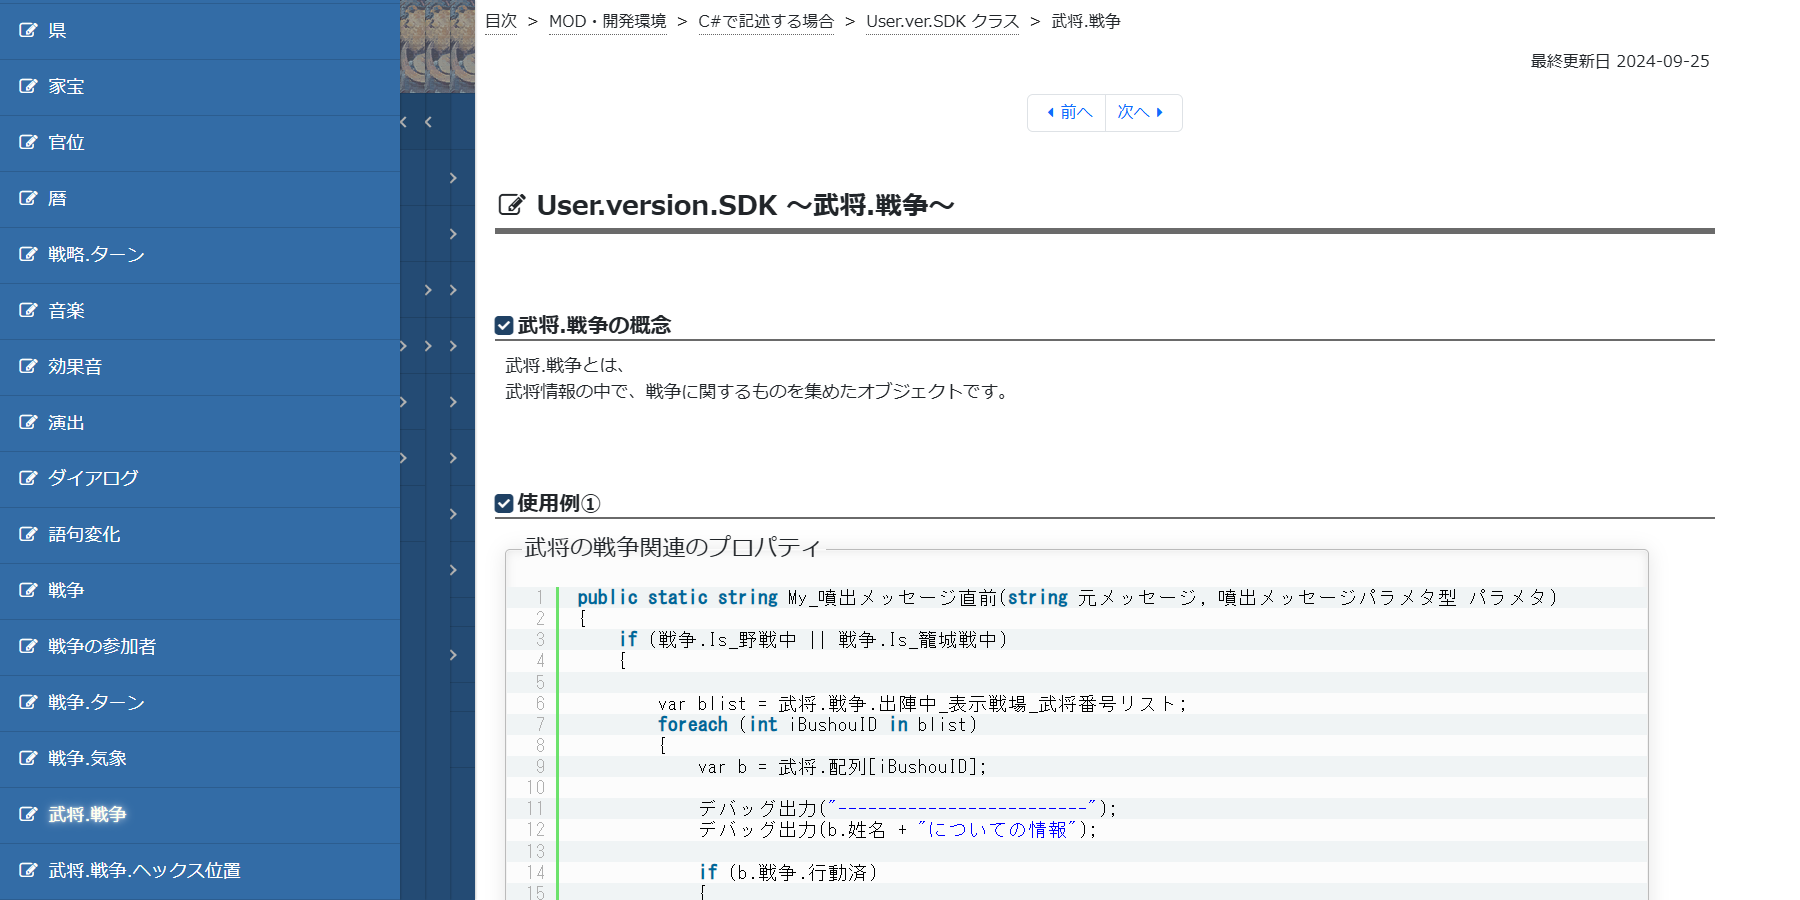 県
家宝
官位
暦
戦略.ターン
音楽
効果音
演出
ダイアログ
語句変化
戦争
戦争の参加者
戦争.ターン
戦争.気象
武将.戦争
武将.戦争.ヘックス位置
目次 > MOD・開発環境 > C#で記述する場合 > User.ver.SDK クラス > 武将.戦争
最終更新日 2024-09-25
前へ 次へ
User.version.SDK ～武将.戦争～
武将.戦争の概念
武将.戦争とは、
武将情報の中で、戦争に関するものを集めたオブジェクトです。
使用例①
武将の戦争関連のプロパティ
1 public static string My_噴出メッセージ直前(string 元メッセージ, 噴出メッセージパラメタ型 パラメタ)
2 {
3 if (戦争.Is_野戦中 || 戦争.Is_籠城戦中)
4 {
5
6 var blist = 武将.戦争.出陣中_表示戦場_武将番号リスト;
7 foreach (int iBushouID in blist)
8 {
9 var b = 武将.配列[iBushouID];
10
11 デバッグ出力("-------------------------");
12 デバッグ出力(b.姓名 + "についての情報");
13
14 if (b.戦争.行動済)
15 {